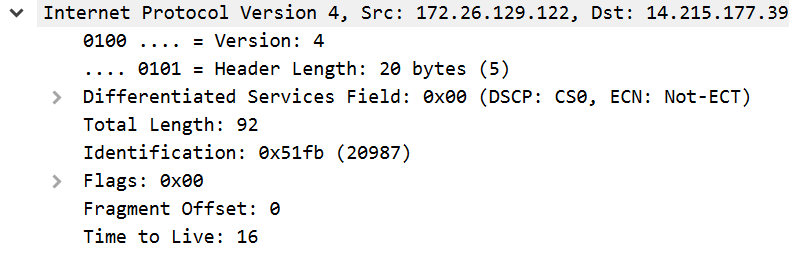 Internet Protocol Version 4, Src: 172.26.129.122, Dst: 14.215.177.39
0100 .... = Version: 4
.... 0101 = Header Length: 20 bytes (5)
Differentiated Services Field: 0x00 (DSCP: CS0, ECN: Not-ECT)
Total Length: 92
Identification: 0x51fb (20987)
Flags: 0x00
Fragment Offset: 0
Time to Live: 16